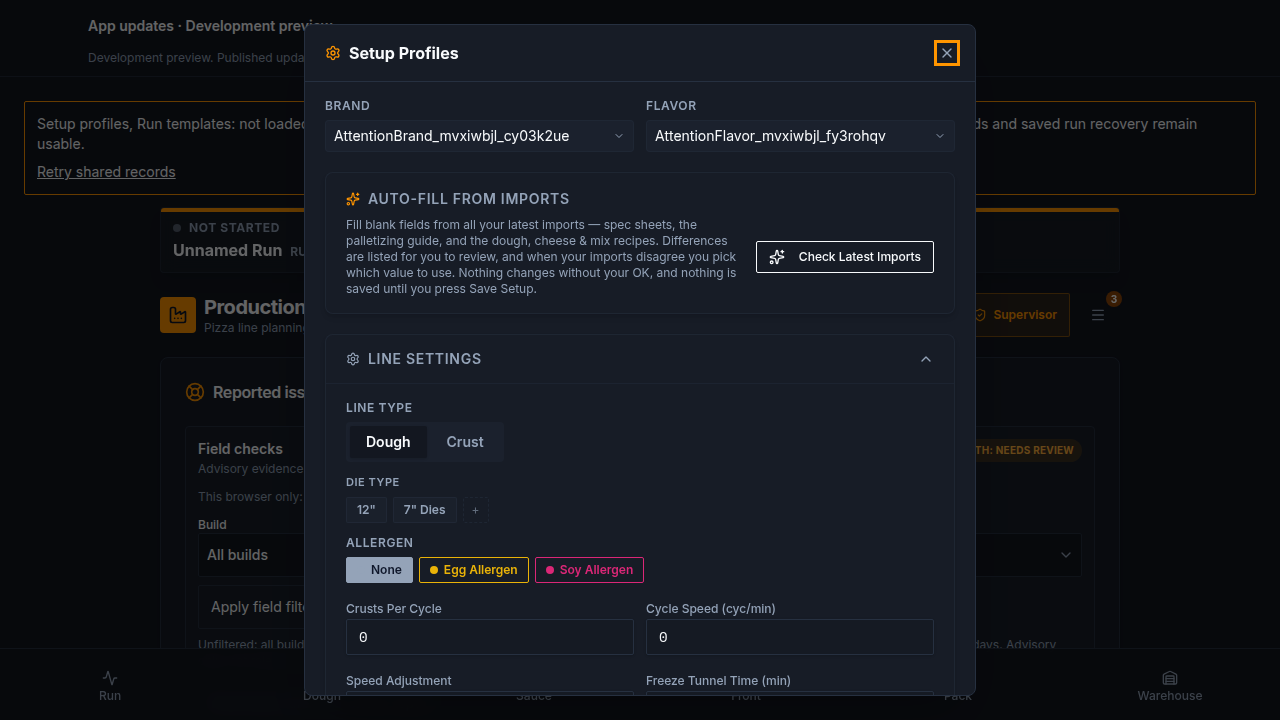 App updates · Development preview
Development preview. Published upda
Setup Profiles
BRAND
FLAVOR
AttentionBrand_mvxiwbjl_cy03k2ue
AttentionFlavor_mvxiwbjl_fy3rohqv
Setup profiles, Run templates: not loaded
ds and saved run recovery remain
usable.
Retry shared records
AUTO-FILL FROM IMPORTS
Fill blank fields from all your latest imports — spec sheets, the
palletizing guide, and the dough, cheese & mix recipes. Differences
are listed for you to review, and when your imports disagree you pick
which value to use. Nothing changes without your OK, and nothing is
saved until you press Save Setup.
Check Latest Imports
NOT STARTED
Unnamed Run RU
Production
Pizza line plannin
Supervisor
3
LINE SETTINGS
LINE TYPE
Dough
Crust
DIE TYPE
12"
7" Dies
+
ALLERGEN
None
Egg Allergen
Soy Allergen
Crusts Per Cycle
Cycle Speed (cyc/min)
0
0
Speed Adjustment
Freeze Tunnel Time (min)
Reported iss
Field checks
TH: NEEDS REVIEW
Advisory evidence
This browser only:
Build
All builds
Apply field filte
Unfiltered: all build
days. Advisory
Run
Dough
Sauce
Front
Pack
Warehouse